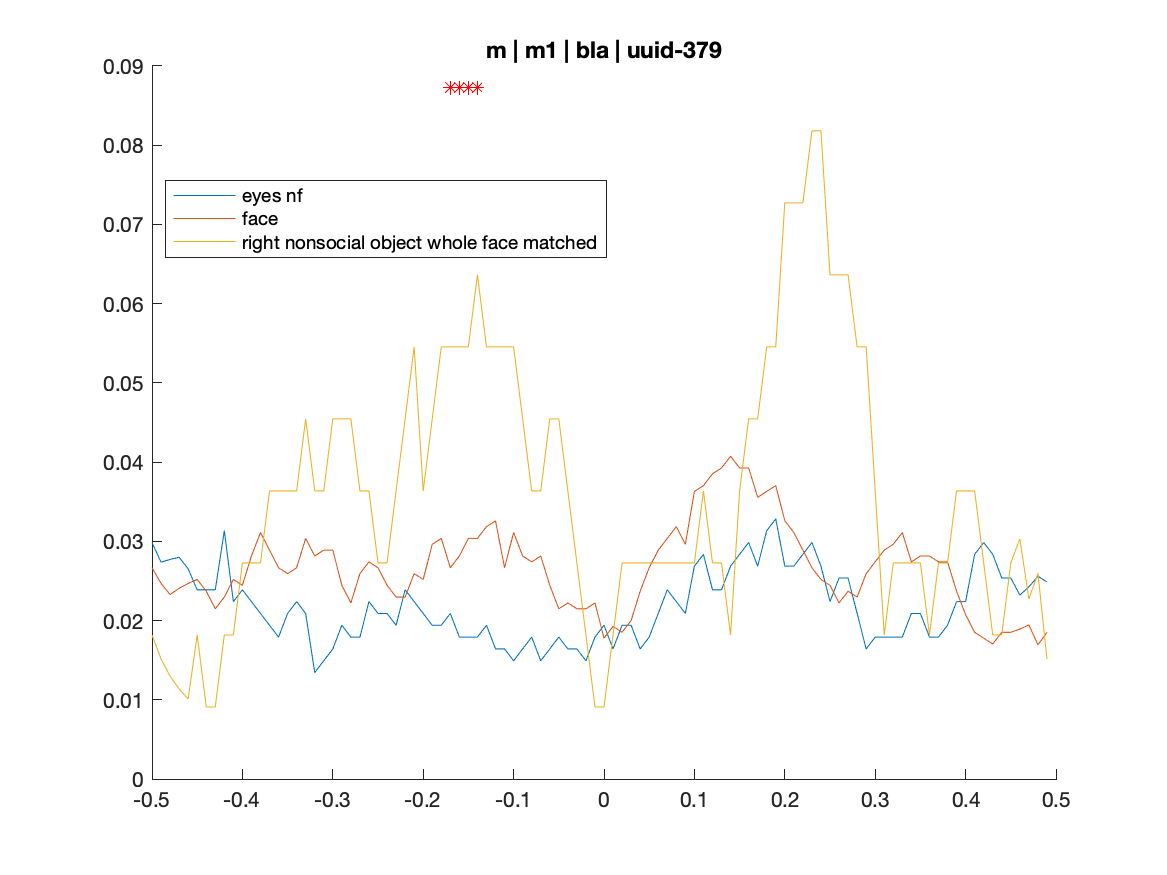 m | m1 | bla | uuid-379
0.09
0.08
0.07
0.06
0.05
0.04
0.03
0.02
0.01
0
eyes nf
face
right nonsocial object whole face matched
-0.5 -0.4 -0.3 -0.2 -0.1 0 0.1 0.2 0.3 0.4 0.5